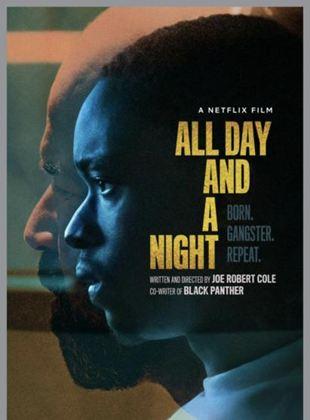 A NETFLIX FILM
ALL DAY
AND
A
NIGHT
BORN.
GANGSTER.
REPEAT.
WRITTEN AND DIRECTED BY JOE ROBERT COLE
CO-WRITER OF BLACK PANTHER